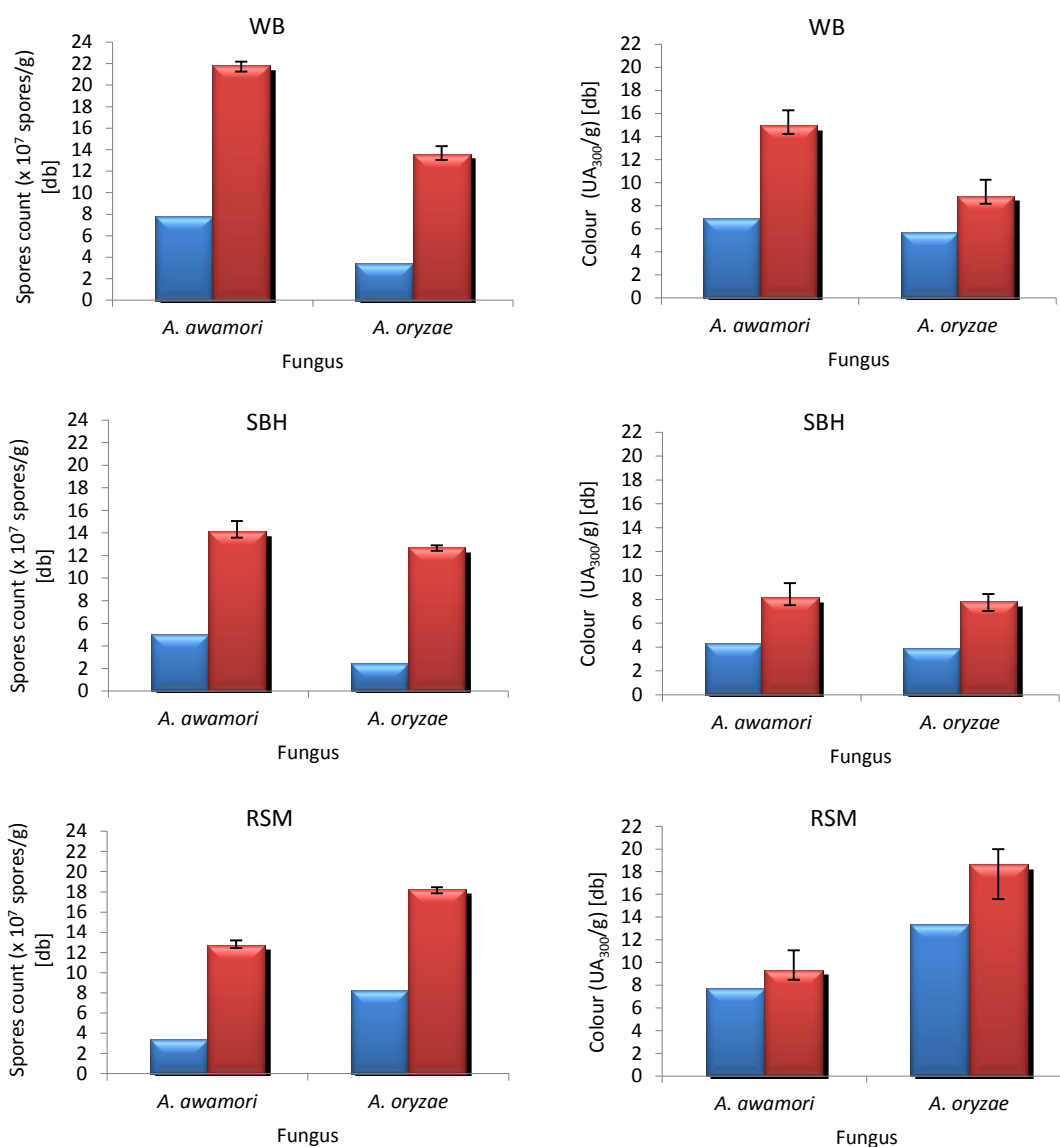 WB
Spores count (x 10⁷ spores/g)
[db]
24
22
20
18
16
14
12
10
8
6
4
2
0
A. awamori A. oryzae
Fungus
WB
Colour (UA₃₀₀/g) [db]
22
20
18
16
14
12
10
8
6
4
2
0
A. awamori A. oryzae
Fungus
SBH
Spores count (x 10⁷ spores/g)
[db]
24
22
20
18
16
14
12
10
8
6
4
2
0
A. awamori A. oryzae
Fungus
SBH
Colour (UA₃₀₀/g) [db]
22
20
18
16
14
12
10
8
6
4
2
0
A. awamori A. oryzae
Fungus
RSM
Spores count (x 10⁷ spores/g)
[db]
24
22
20
18
16
14
12
10
8
6
4
2
0
A. awamori A. oryzae
Fungus
RSM
Colour (UA₃₀₀/g) [db]
22
20
18
16
14
12
10
8
6
4
2
0
A. awamori A. oryzae
Fungus